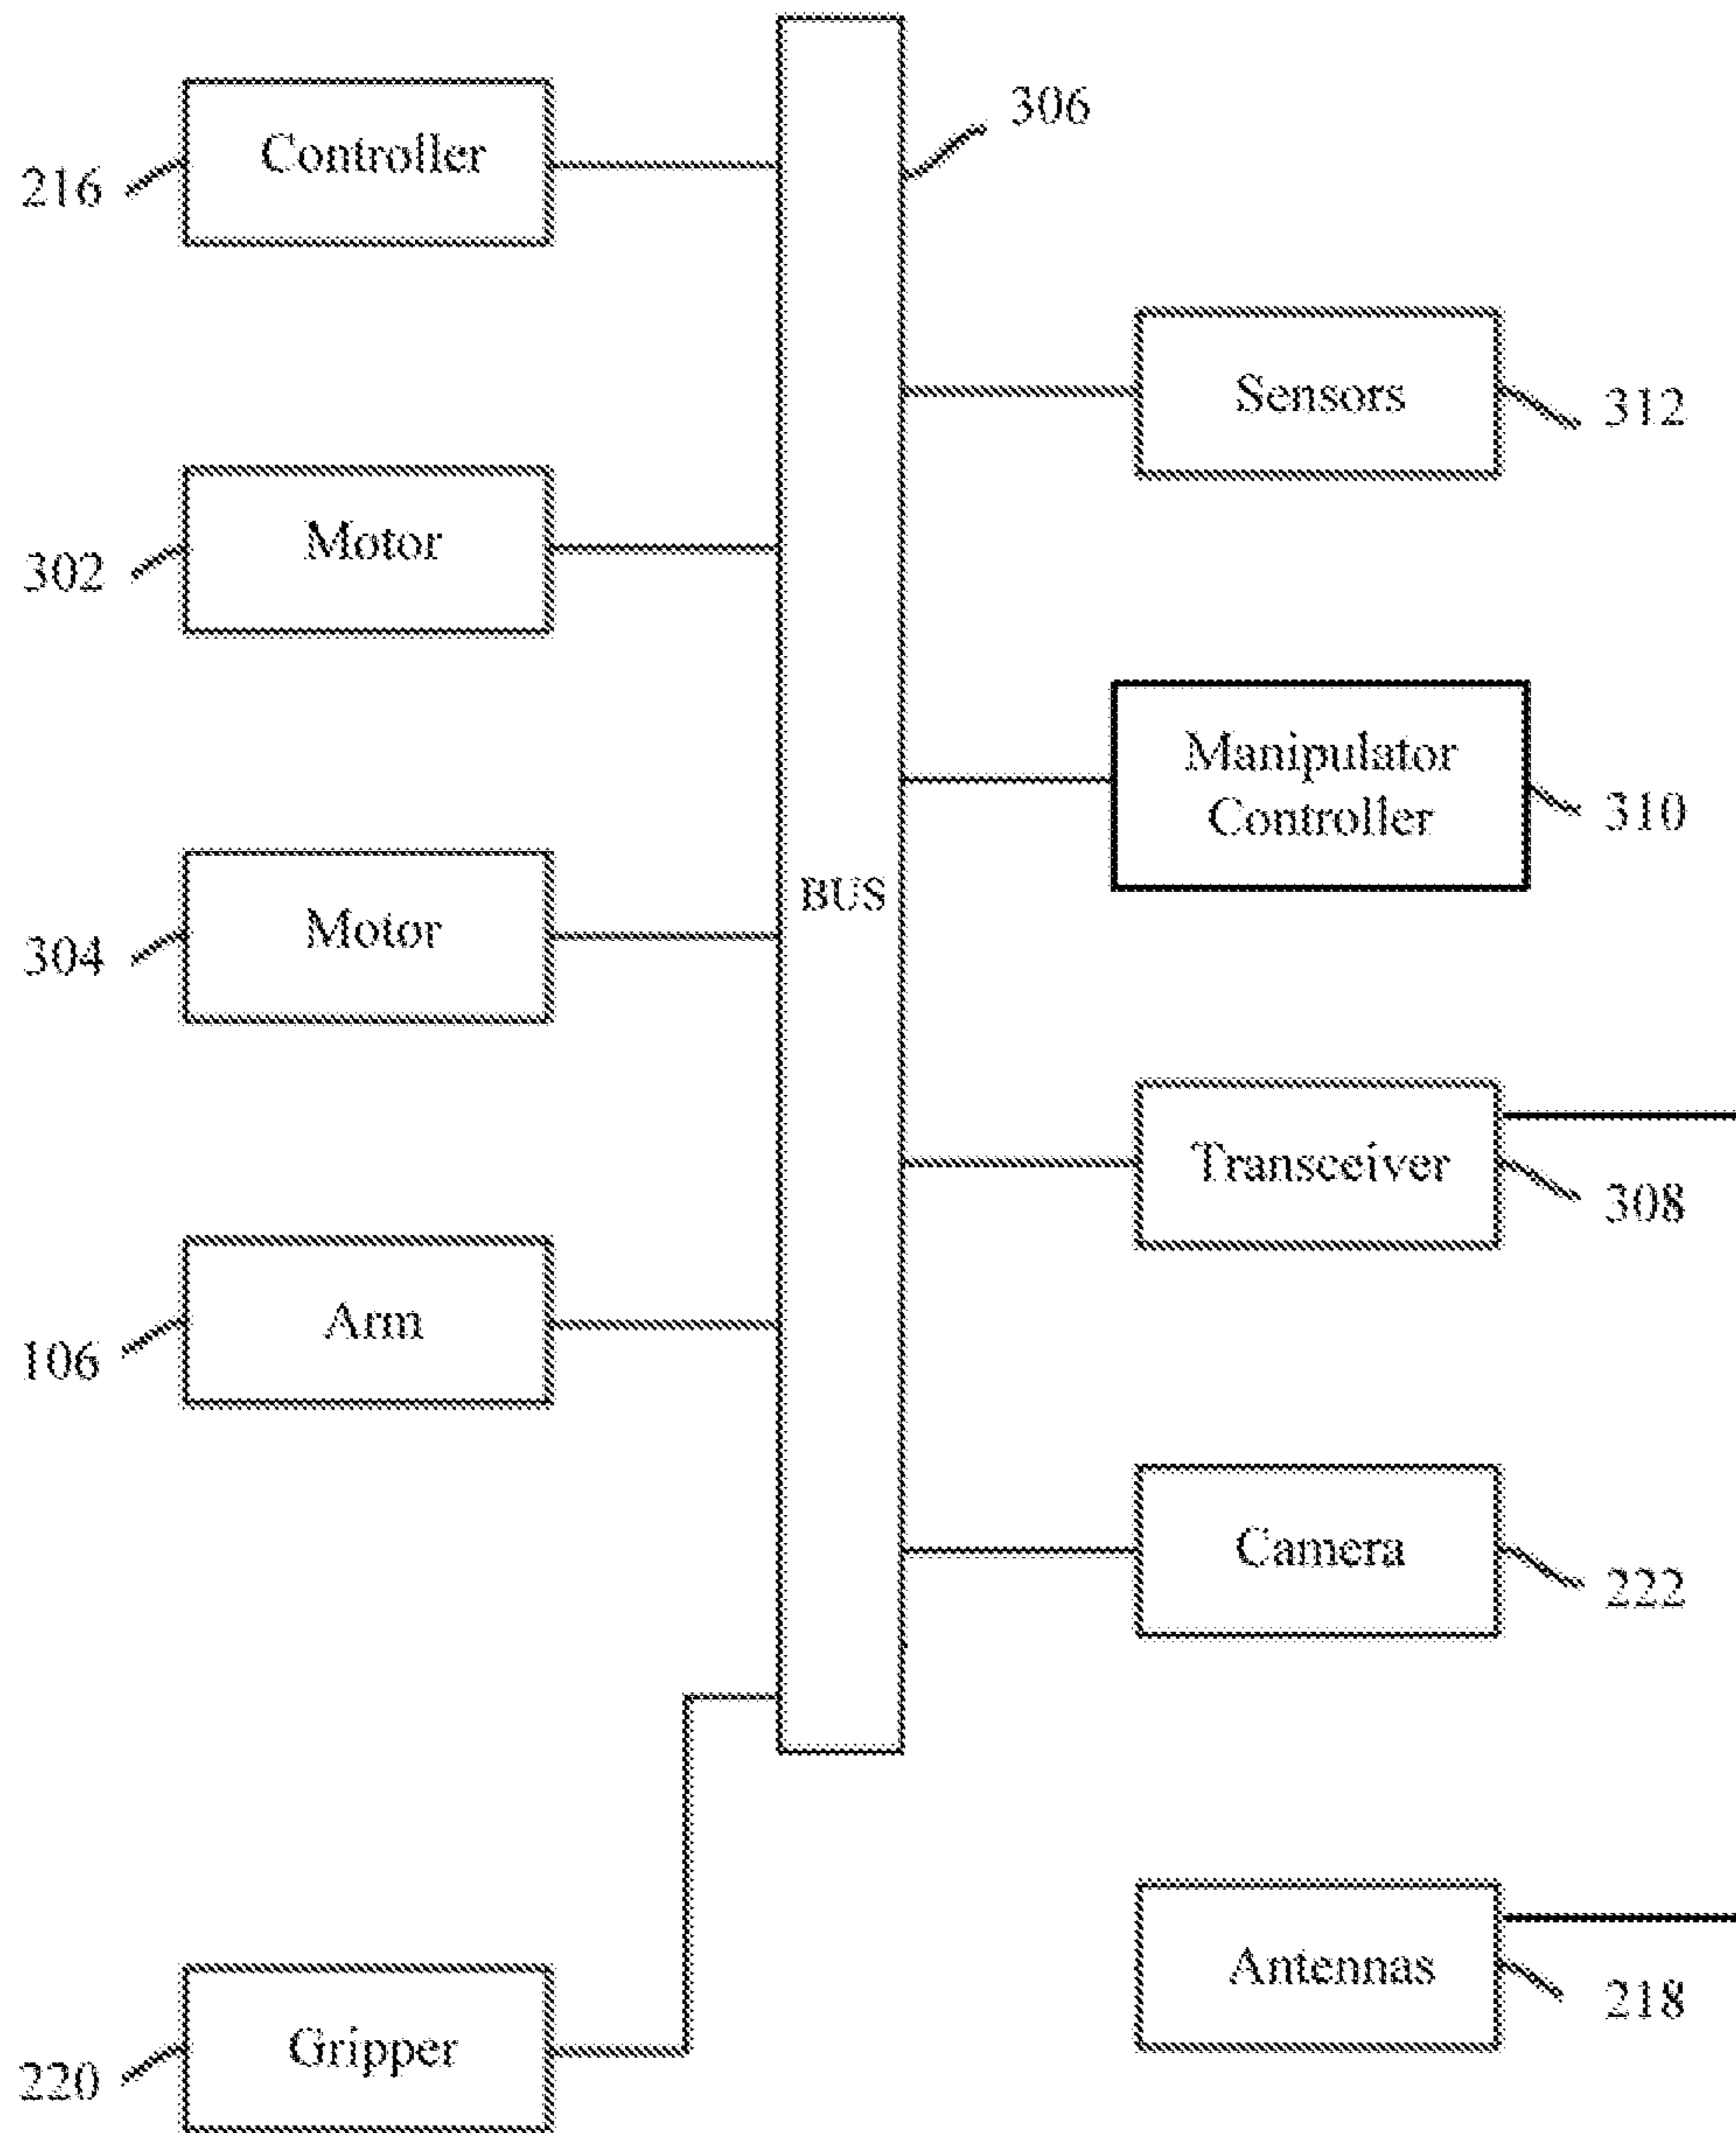 306
Controller
216
Sensors
312
Motor
302
Manipulator
Controller
310
BUS
Motor
304
Transceiver
308
Arm
106
Camera
222
Antennas
218
Gripper
220